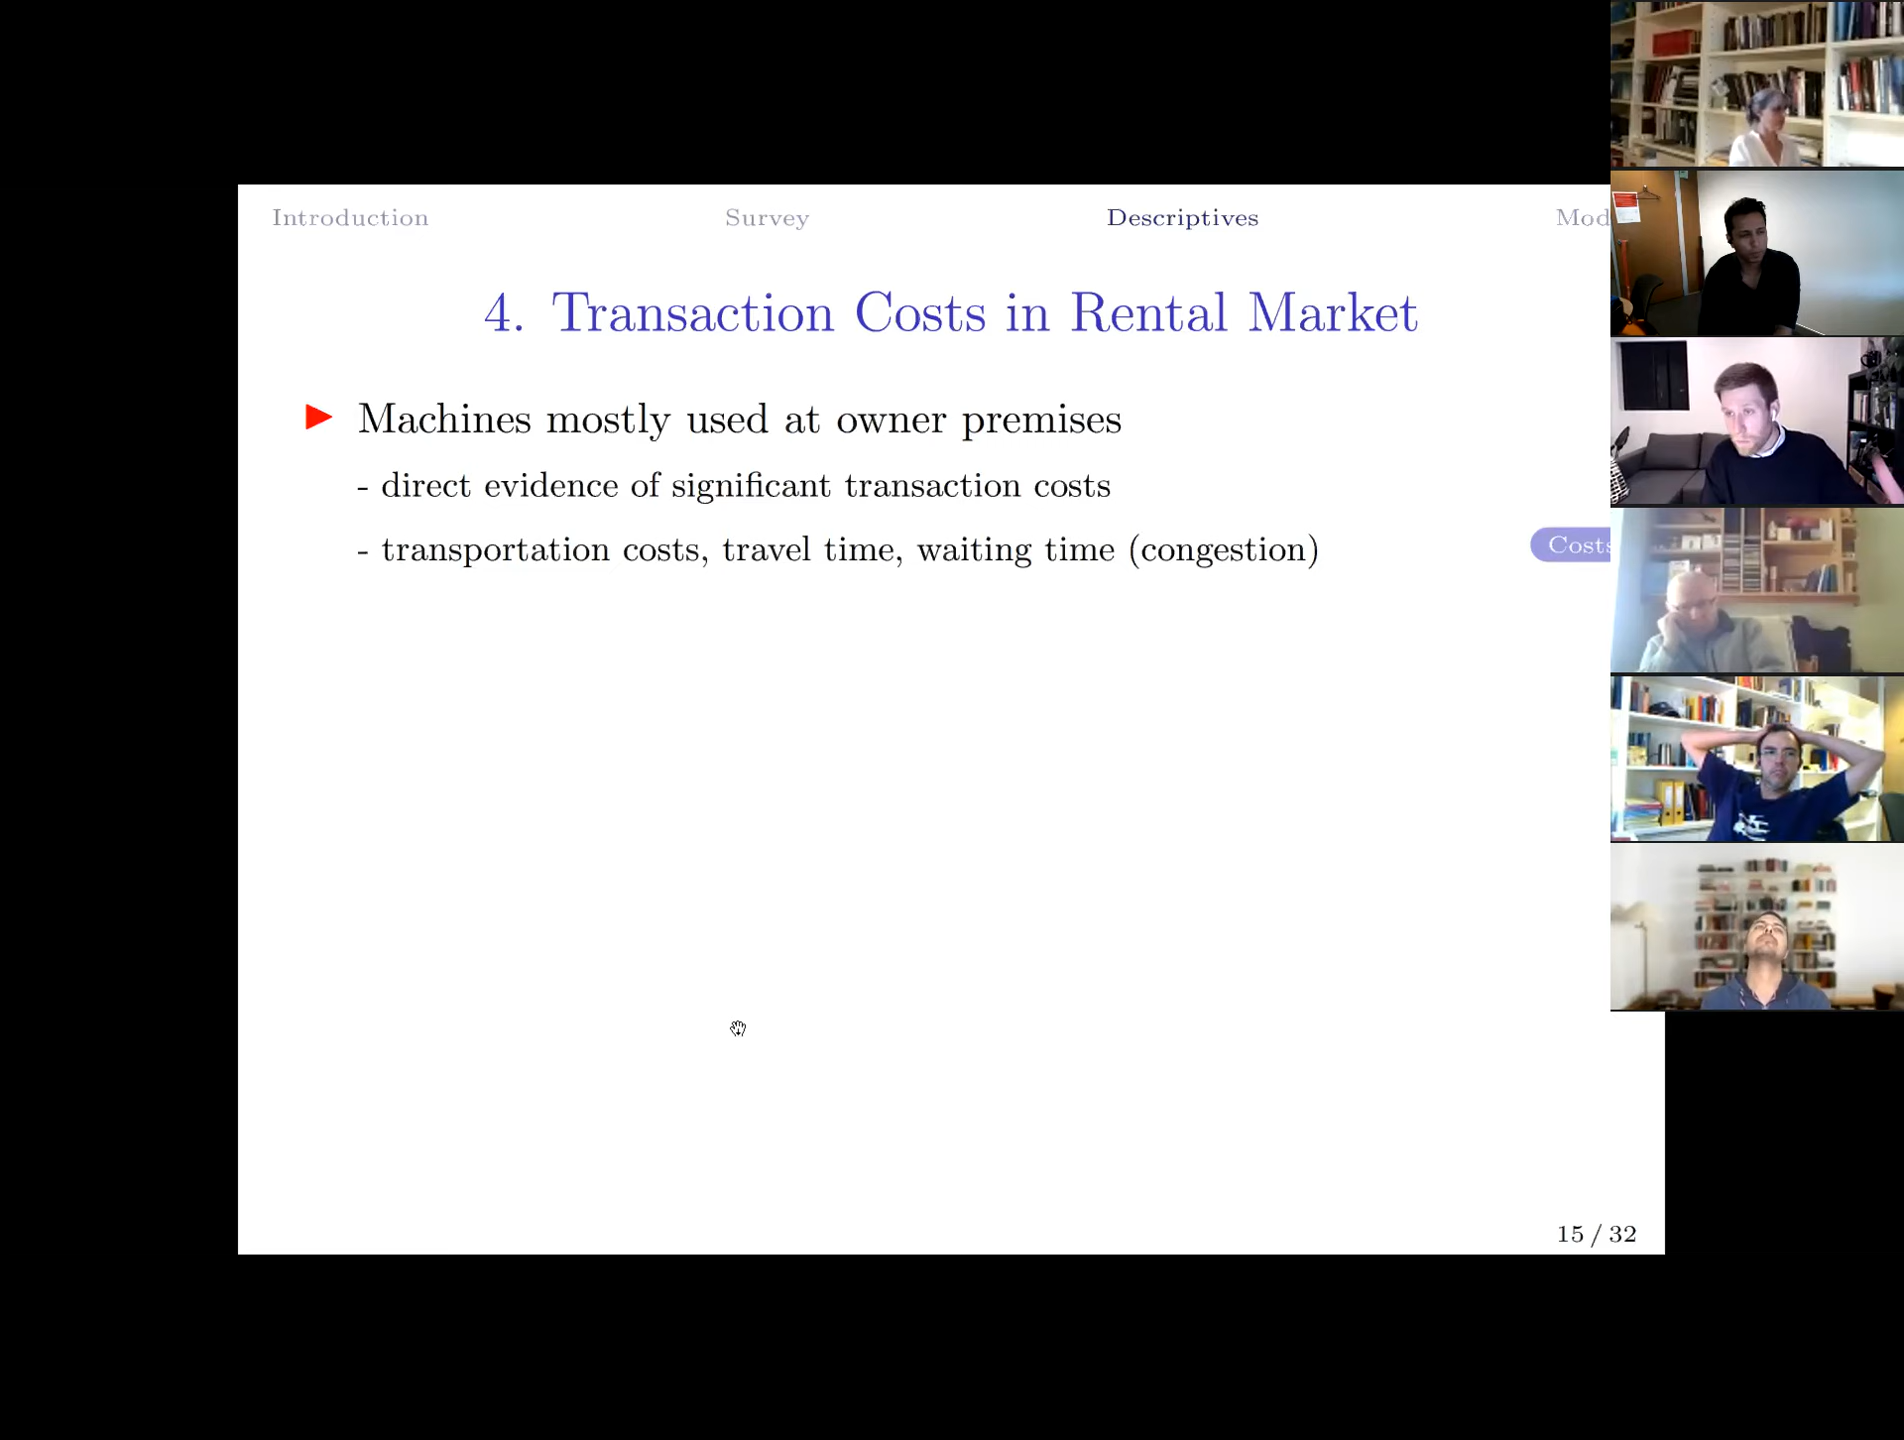 Introduction Survey Descriptives Mod
4. Transaction Costs in Rental Market
Machines mostly used at owner premises
- direct evidence of significant transaction costs
- transportation costs, travel time, waiting time (congestion)
Costs
15 / 32